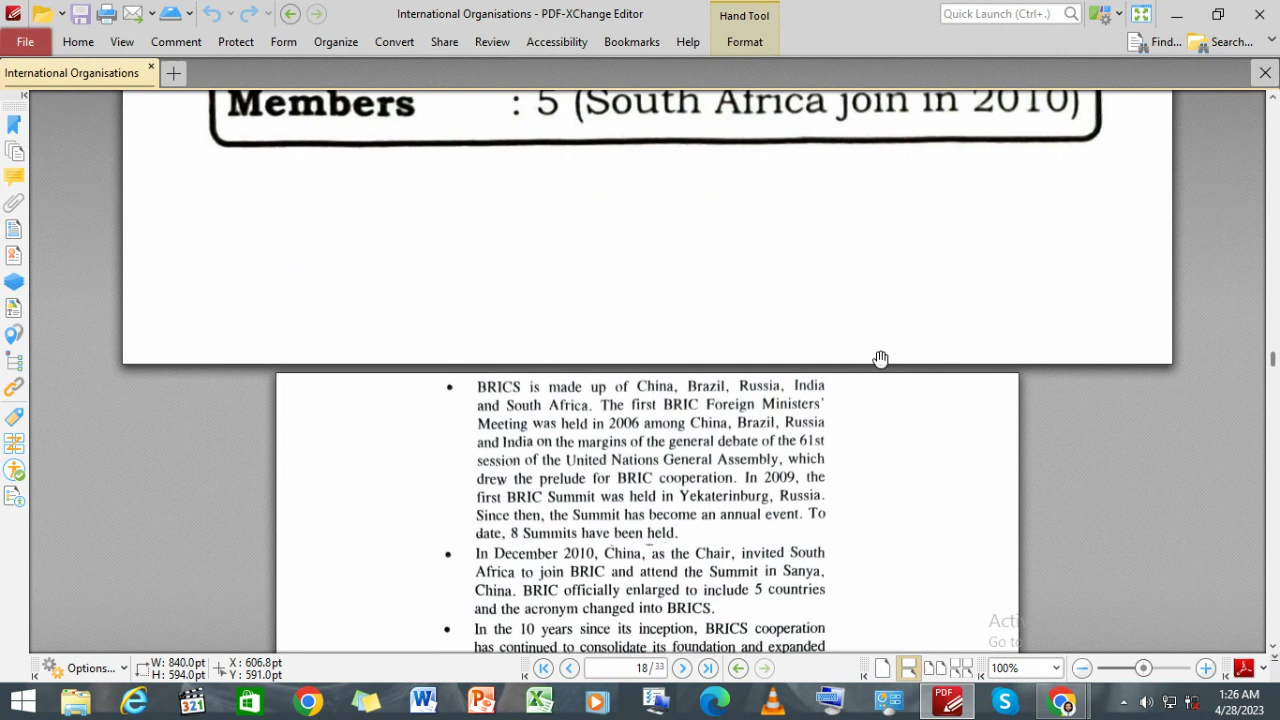 International Organisations - PDF-XChange Editor
Hand Tool
Quick Launch (Ctrl+.)
File
Home
View
Comment
Protect
Form
Organize
Convert
Share
Review
Accessibility
Bookmarks
Help
Format
Find...
Search...
International Organisations
Members : 5 (South Africa join in 2010)
• BRICS is made up of China, Brazil, Russia, India
and South Africa. The first BRIC Foreign Ministers'
Meeting was held in 2006 among China, Brazil, Russia
and India on the margins of the general debate of the 61st
session of the United Nations General Assembly, which
drew the prelude for BRIC cooperation. In 2009, the
first BRIC Summit was held in Yekaterinburg, Russia.
Since then, the Summit has become an annual event. To
date, 8 Summits have been held.
• In December 2010, China, as the Chair, invited South
Africa to join BRIC and attend the Summit in Sanya,
China. BRIC officially enlarged to include 5 countries
and the acronym changed into BRICS.
• In the 10 years since its inception, BRICS cooperation
has continued to consolidate its foundation and expanded
Activ
Go to
Options...
W: 840.0pt
H: 594.0pt
X: 606.8pt
Y: 591.0pt
18 / 33
100%
321
PDF
1:26 AM
4/28/2023